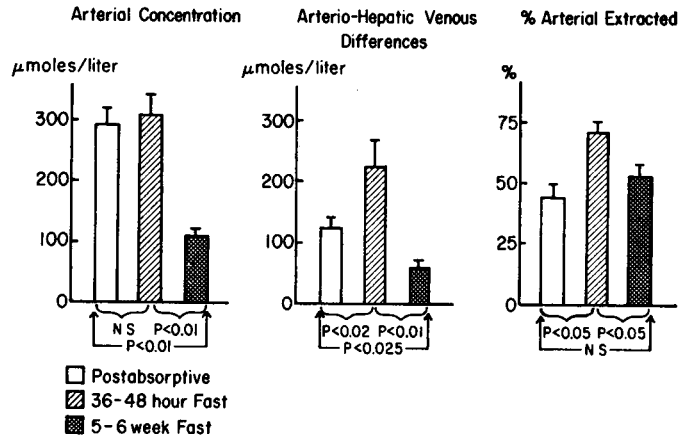 Arterial Concentration
μmoles/liter
300
200
100
0
NS P<0.01
P<0.01
Arterio-Hepatic Venous
Differences
μmoles/liter
300
200
100
0
P<0.02 P<0.01
P<0.025
% Arterial Extracted
%
75
50
25
0
P<0.05 P<0.05
NS
Postabsorptive
36-48 hour Fast
5-6 week Fast